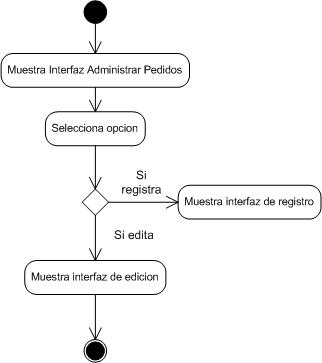 Muestra Interfaz Administrar Pedidos
Selecciona opcion
Si
registra
Muestra interfaz de registro
Si edita
Muestra interfaz de edicion